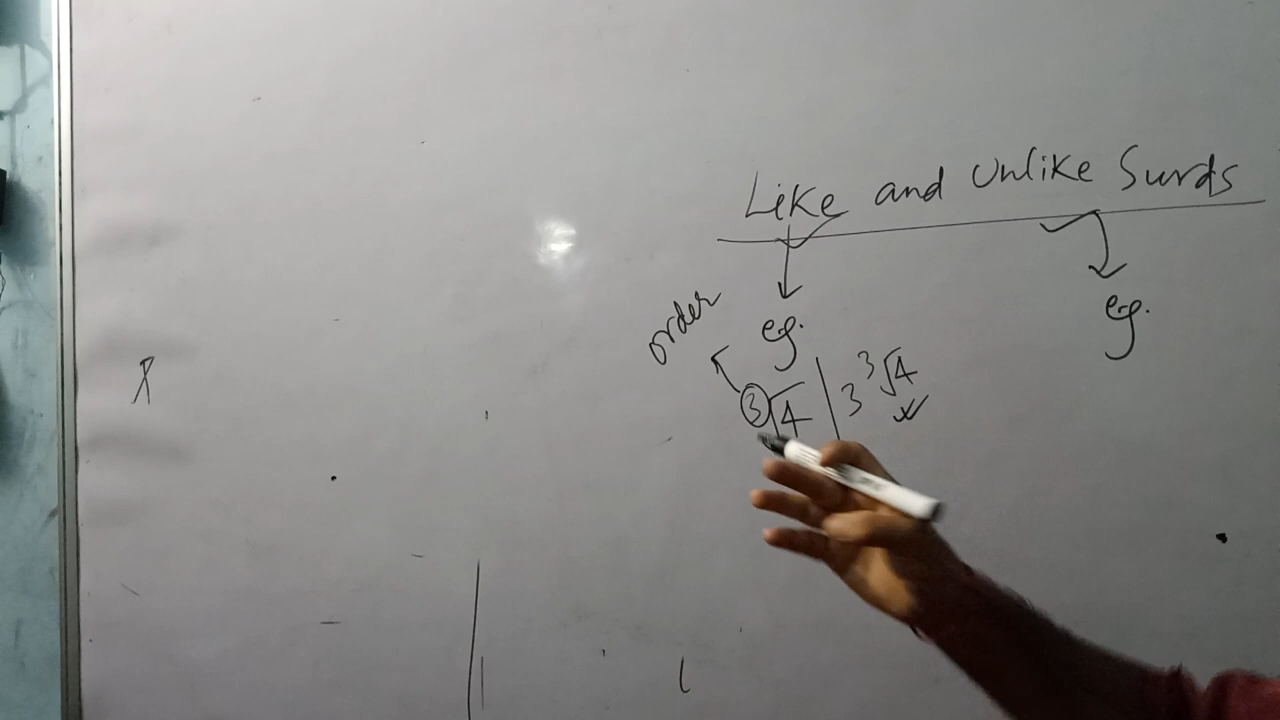 Like and Unlike Surds
order
eg. eg.
③√4 | 3 ³√4